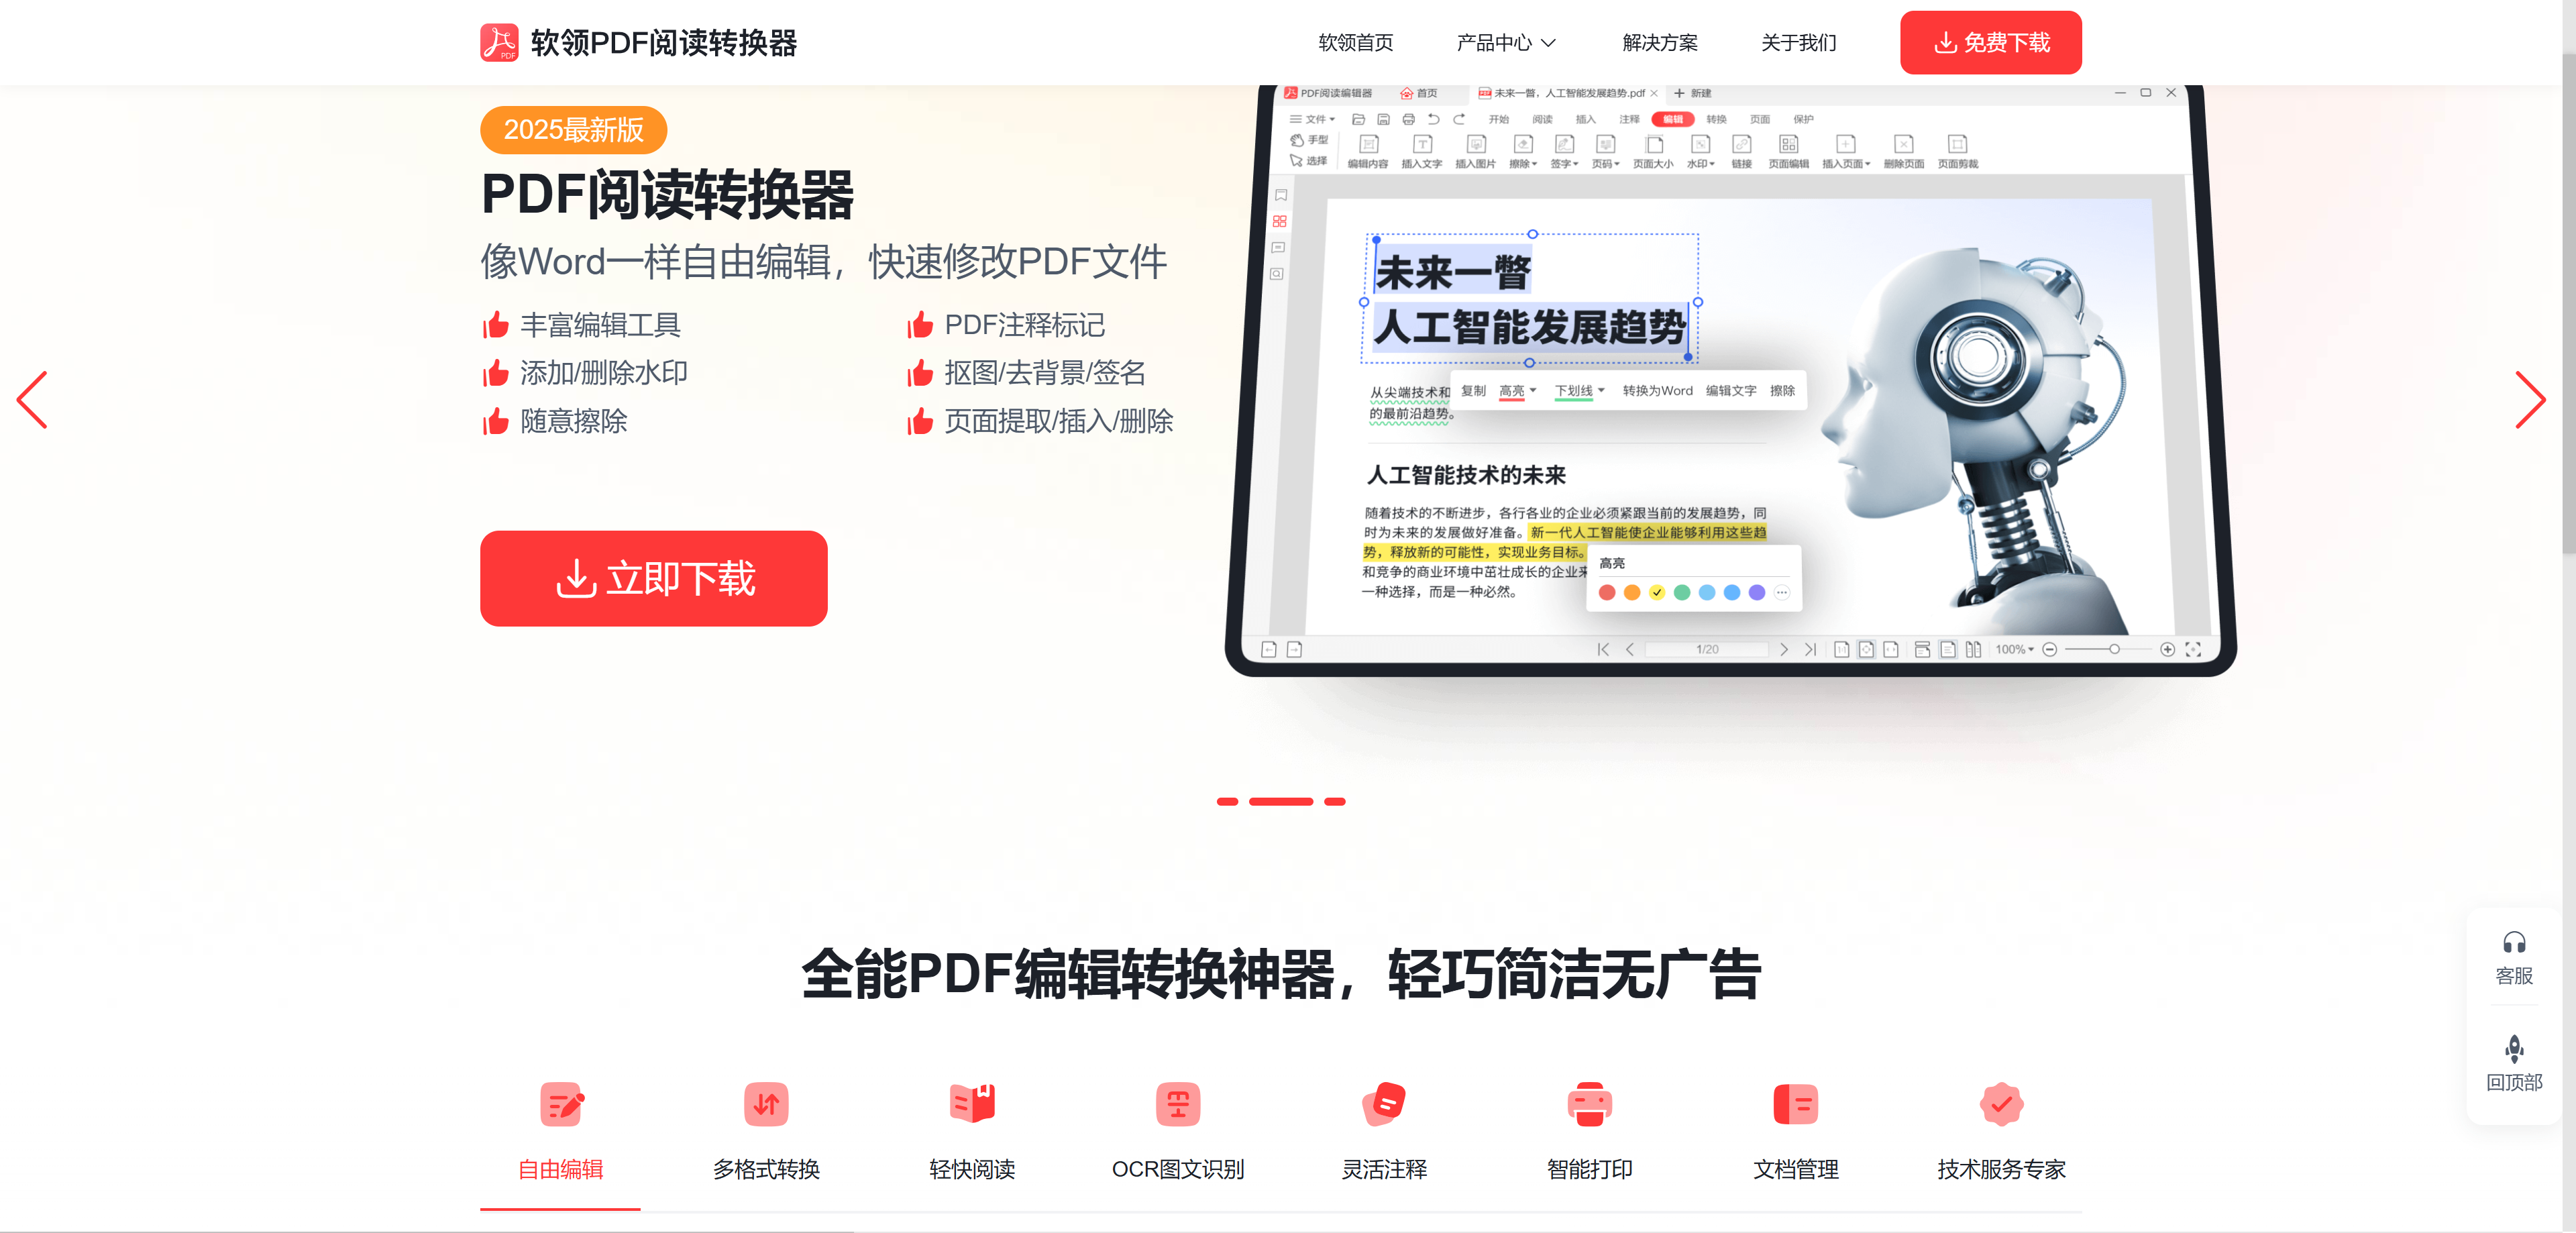 软领PDF阅读转换器
软领首页 产品中心 解决方案 关于我们 免费下载
2025最新版
PDF阅读转换器
像Word一样自由编辑，快速修改PDF文件
丰富编辑工具 PDF注释标记
添加/删除水印 抠图/去背景/签名
随意擦除 页面提取/插入/删除
立即下载
PDF阅读编辑器 首页 未来一瞥，人工智能发展趋势.pdf 新建
文件 开始 阅读 插入 注释 编辑 转换 页面 保护
手型
选择
编辑内容 插入文字 插入图片 擦除 签字 页码 页面大小 水印 链接 页面编辑 插入页面 删除页面 页面剪裁
未来一瞥
人工智能发展趋势
复制 高亮 下划线 转换为Word 编辑文字 擦除
从尖端技术和
的最前沿趋势。
人工智能技术的未来
随着技术的不断进步，各行各业的企业必须紧跟当前的发展趋势，同
时为未来的发展做好准备。新一代人工智能使企业能够利用这些趋
势，释放新的可能性，实现业务目标。
和竞争的商业环境中茁壮成长的企业来
一种选择，而是一种必然。
高亮
1/20 100%
全能PDF编辑转换神器，轻巧简洁无广告
自由编辑 多格式转换 轻快阅读 OCR图文识别 灵活注释 智能打印 文档管理 技术服务专家
客服
回顶部